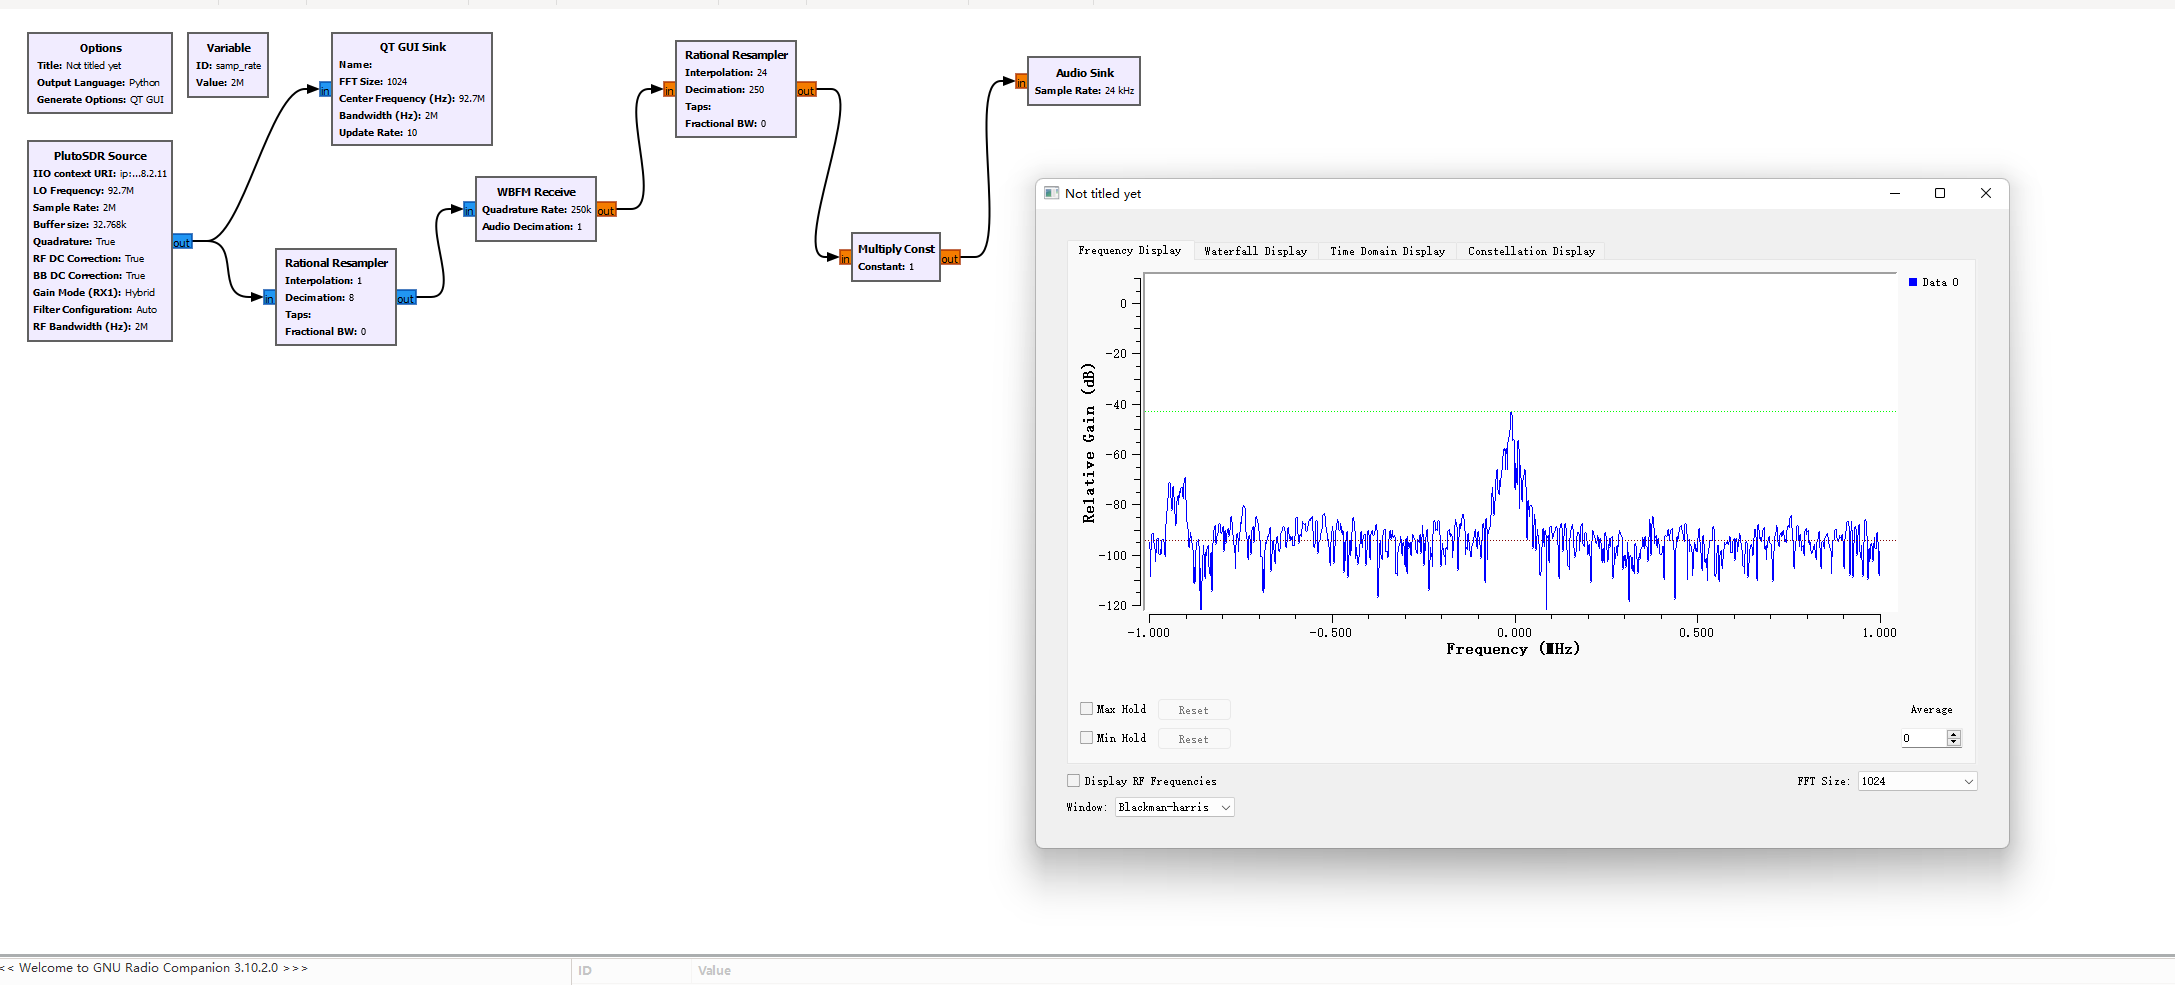 Options
Title: Not titled yet
Output Language: Python
Generate Options: QT GUI
Variable
ID: samp_rate
Value: 2M
QT GUI Sink
Name:
FFT Size: 1024
Center Frequency (Hz): 92.7M
Bandwidth (Hz): 2M
Update Rate: 10
in
PlutoSDR Source
IIO context URI: ip:...8.2.11
LO Frequency: 92.7M
Sample Rate: 2M
Buffer size: 32.768k
Quadrature: True
RF DC Correction: True
BB DC Correction: True
Gain Mode (RX1): Hybrid
Filter Configuration: Auto
RF Bandwidth (Hz): 2M
out
Rational Resampler
Interpolation: 1
Decimation: 8
Taps:
Fractional BW: 0
in
out
WBFM Receive
Quadrature Rate: 250k
Audio Decimation: 1
in
out
Rational Resampler
Interpolation: 24
Decimation: 250
Taps:
Fractional BW: 0
in
out
Multiply Const
Constant: 1
in
out
Audio Sink
Sample Rate: 24 kHz
in
Not titled yet
Frequency Display
Waterfall Display
Time Domain Display
Constellation Display
Data 0
Relative Gain (dB)
0
-20
-40
-60
-80
-100
-120
-1.000
-0.500
0.000
0.500
1.000
Frequency (MHz)
Max Hold
Reset
Average
Min Hold
Reset
0
Display RF Frequencies
FFT Size: 1024
Window: Blackman-harris
<< Welcome to GNU Radio Companion 3.10.2.0 >>>
ID
Value